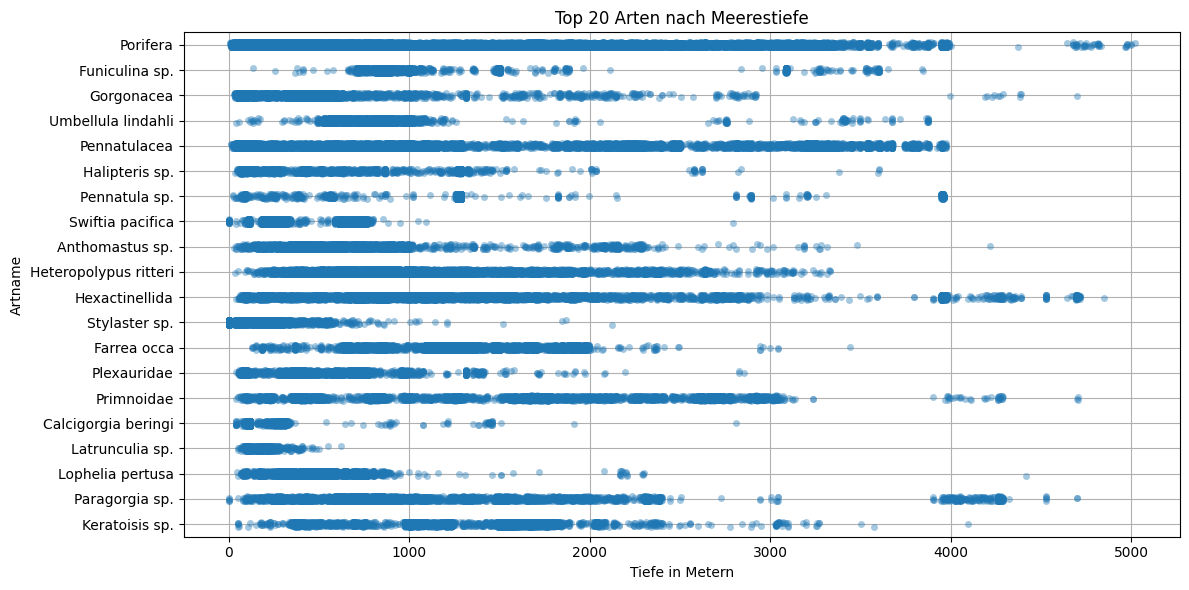 Top 20 Arten nach Meerestiefe
Artname
Porifera
Funiculina sp.
Gorgonacea
Umbellula lindahli
Pennatulacea
Halipteris sp.
Pennatula sp.
Swiftia pacifica
Anthomastus sp.
Heteropolypus ritteri
Hexactinellida
Stylaster sp.
Farrea occa
Plexauridae
Primnoidae
Calcigorgia beringi
Latrunculia sp.
Lophelia pertusa
Paragorgia sp.
Keratoisis sp.
0 1000 2000 3000 4000 5000
Tiefe in Metern